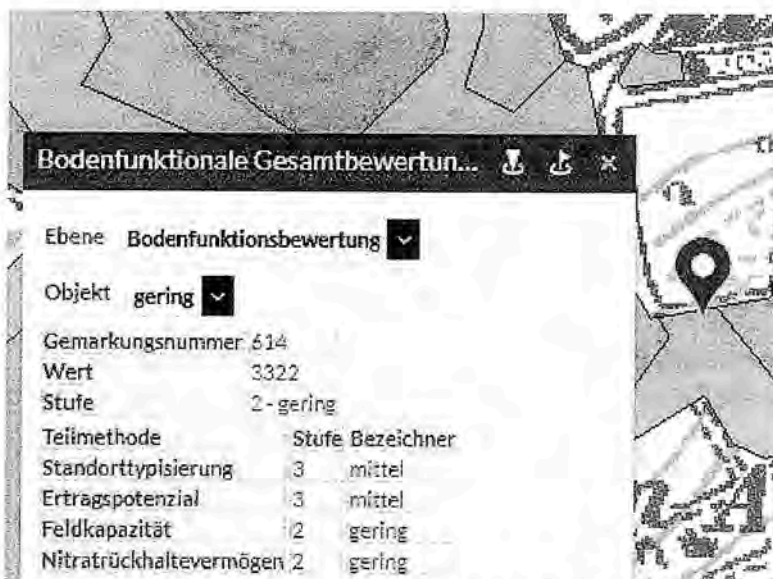 Bodenfunktionale Gesamtbewertun...
Ebene Bodenfunktionsbewertung
Objekt gering
Gemarkungsnummer 614
Wert 3322
Stufe 2 - gering
Teilmethode Stufe Bezeichner
Standorttypisierung 3 mittel
Ertragspotenzial 3 mittel
Feldkapazität 2 gering
Nitratrückhaltevermögen 2 gering